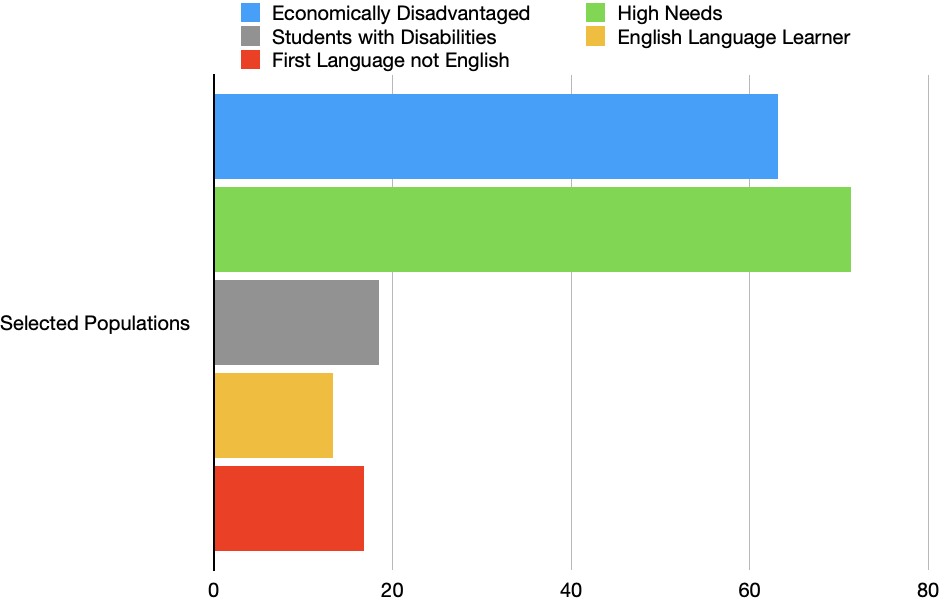 Economically Disadvantaged
High Needs
Students with Disabilities
English Language Learner
First Language not English
Selected Populations
0 20 40 60 80